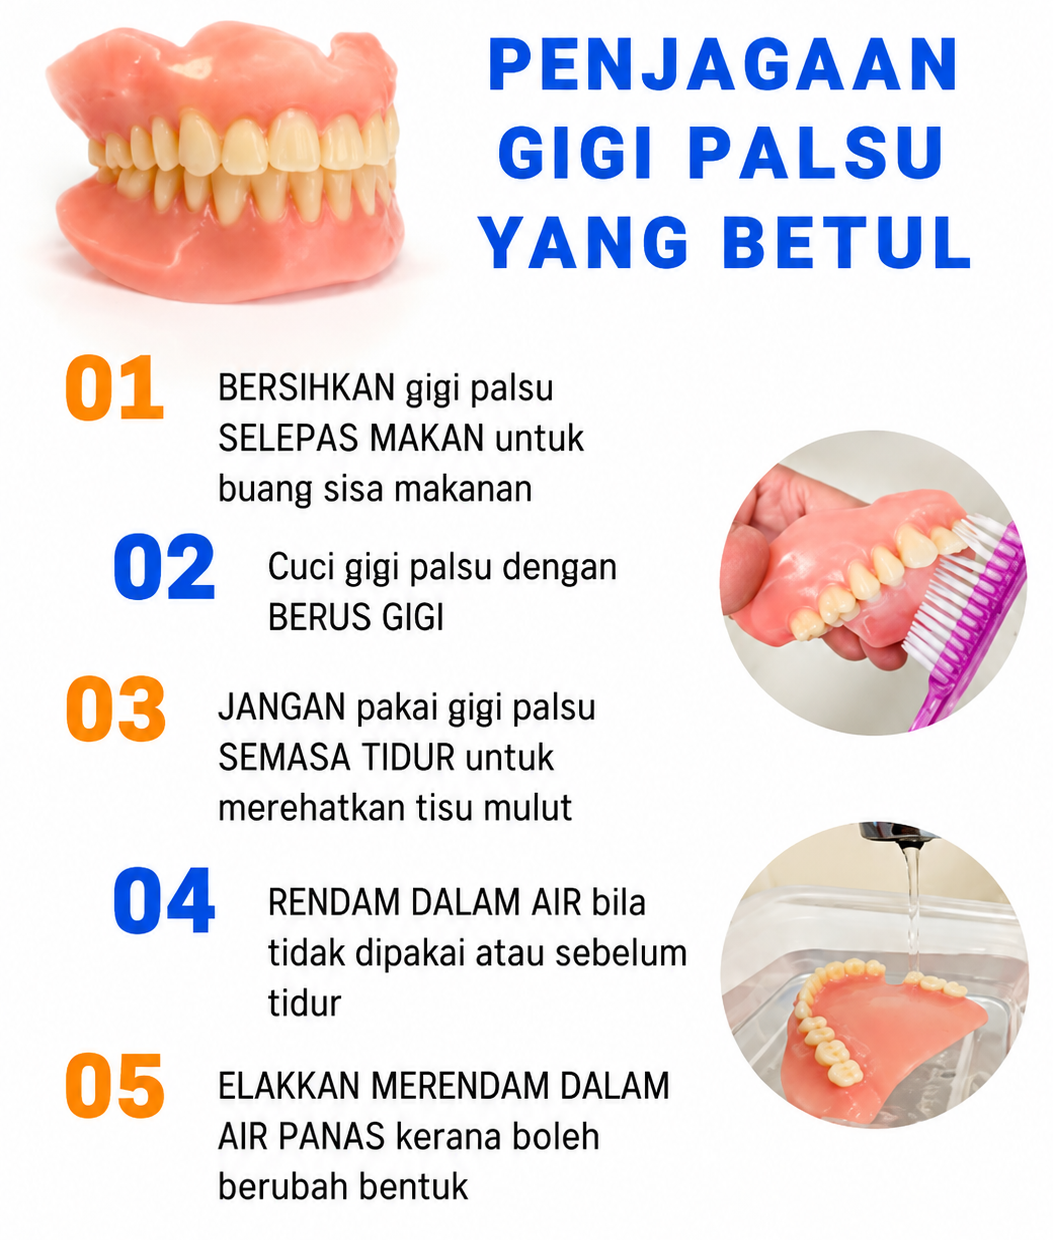 PENJAGAAN
GIGI PALSU
YANG BETUL
01
BERSIHKAN gigi palsu
SELEPAS MAKAN untuk
buang sisa makanan
02
Cuci gigi palsu dengan
BERUS GIGI
03
JANGAN pakai gigi palsu
SEMASA TIDUR untuk
merehatkan tisu mulut
04
RENDAM DALAM AIR bila
tidak dipakai atau sebelum
tidur
05
ELAKKAN MERENDAM DALAM
AIR PANAS kerana boleh
berubah bentuk